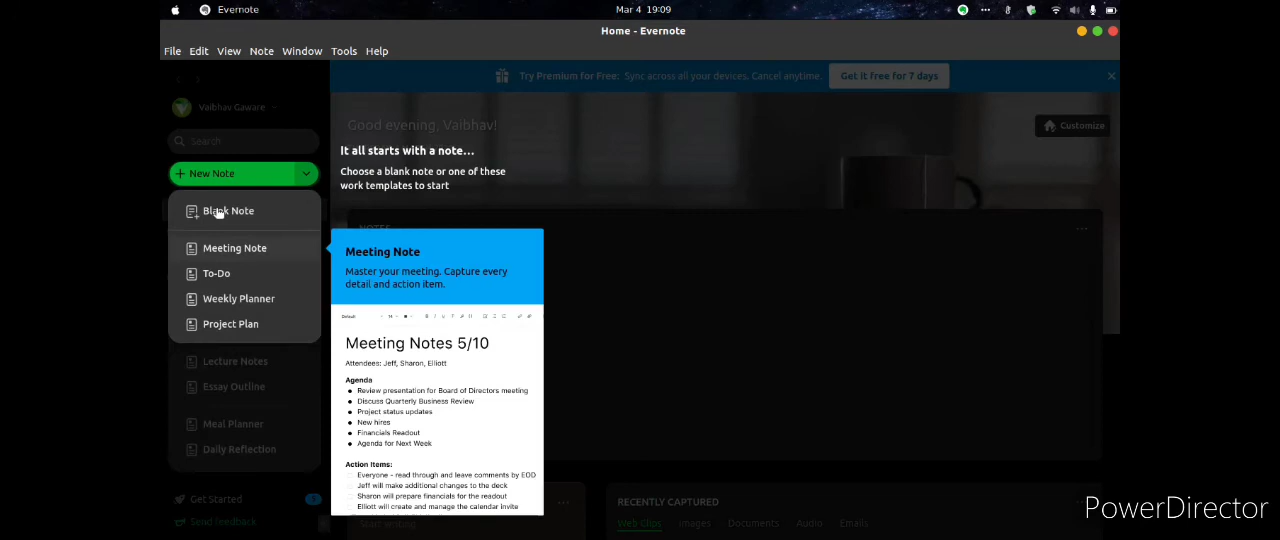 Evernote
Mar 4 19:09
Home - Evernote
File Edit View Note Window Tools Help
Try Premium for Free: Sync across all your devices. Cancel anytime.
Get it free for 7 days
Vaibhav Gaware
Good evening, Vaibhav!
Customize
Search
It all starts with a note...
Choose a blank note or one of these
work templates to start
New Note
Blank Note
Meeting Note
To-Do
Weekly Planner
Project Plan
Lecture Notes
Essay Outline
Meal Planner
Daily Reflection
Get Started
Send feedback
NOTES
Meeting Note
Master your meeting. Capture every
detail and action item.
Meeting Notes 5/10
Attendees: Jeff, Sharon, Elliott
Agenda
Review presentation for Board of Directors meeting
Discuss Quarterly Business Review
Project status updates
New hires
Financials Readout
Agenda for Next Week
Action Items:
Everyone - read through and leave comments by EOD
Jeff will make additional changes to the deck
Sharon will prepare financials for the readout
Elliott will create and manage the calendar invite
Start writing
RECENTLY CAPTURED
Web Clips Images Documents Audio Emails
PowerDirector